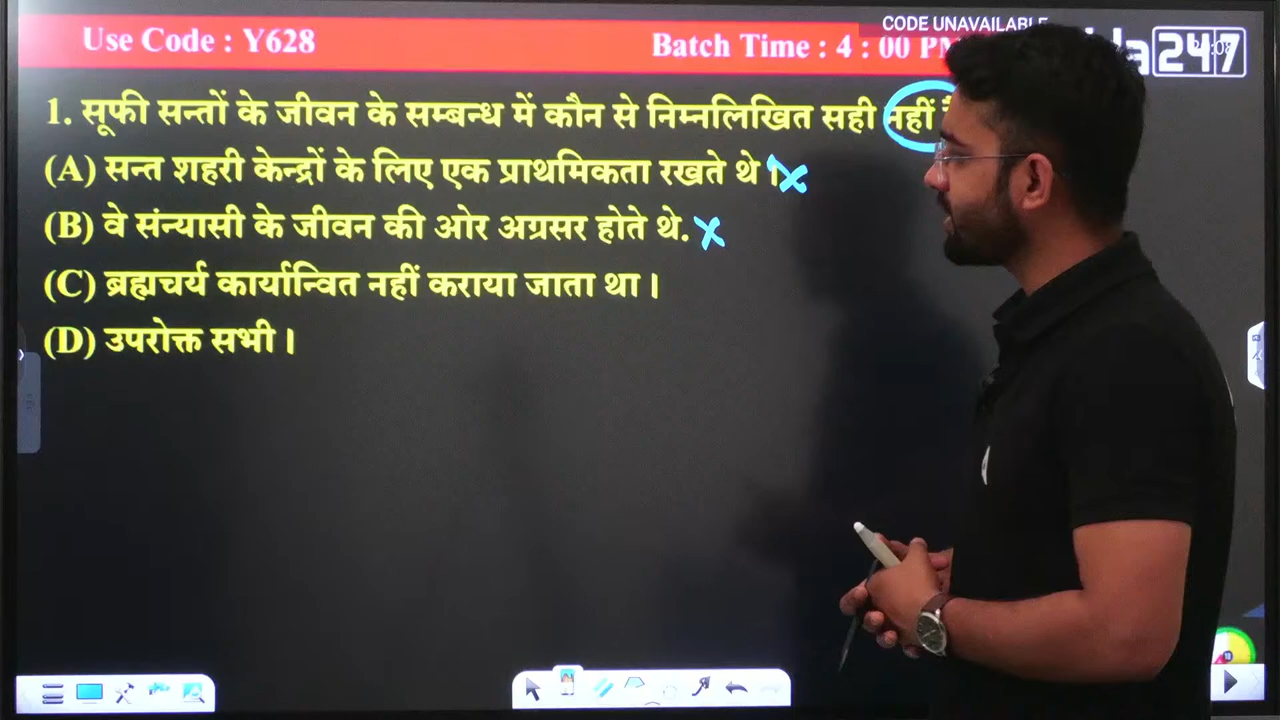 CODE UNAVAILABLE
Use Code : Y628
Batch Time : 4 : 00
247
1. सूफी सन्तों के जीवन के सम्बन्ध में कौन से निम्नलिखित सही नहीं
(A) सन्त शहरी केन्द्रों के लिए एक प्राथमिकता रखते थे।
(B) वे संन्यासी के जीवन की ओर अग्रसर होते थे.
(C) ब्रह्मचर्य कार्यान्वित नहीं कराया जाता था।
(D) उपरोक्त सभी।